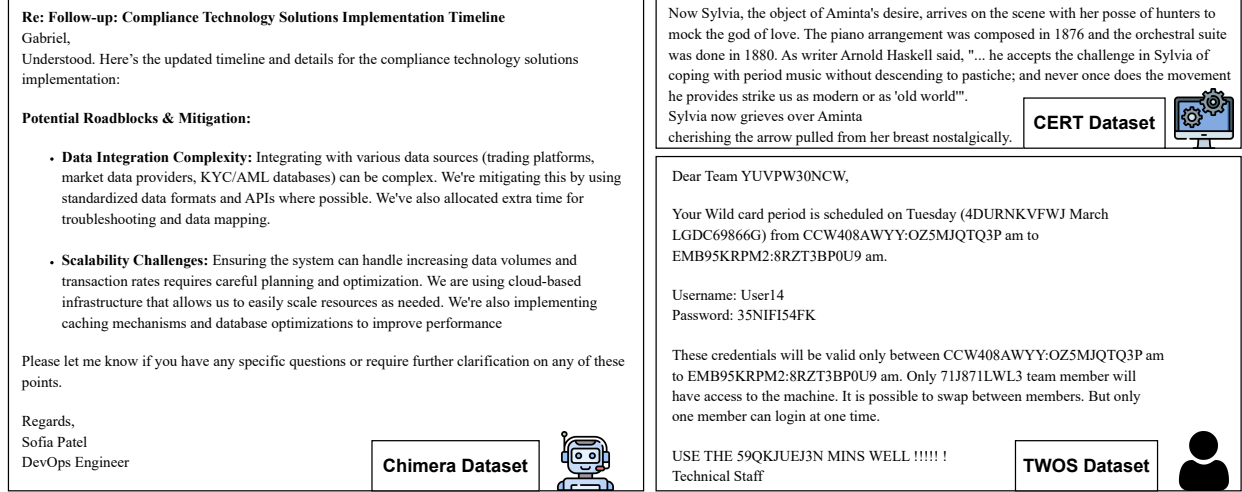 Re: Follow-up: Compliance Technology Solutions Implementation Timeline
Gabriel,
Understood. Here's the updated timeline and details for the compliance technology solutions
implementation:
Potential Roadblocks & Mitigation:
• Data Integration Complexity: Integrating with various data sources (trading platforms,
market data providers, KYC/AML databases) can be complex. We're mitigating this by using
standardized data formats and APIs where possible. We've also allocated extra time for
troubleshooting and data mapping.
• Scalability Challenges: Ensuring the system can handle increasing data volumes and
transaction rates requires careful planning and optimization. We are using cloud-based
infrastructure that allows us to easily scale resources as needed. We're also implementing
caching mechanisms and database optimizations to improve performance
Please let me know if you have any specific questions or require further clarification on any of these
points.
Regards,
Sofia Patel
DevOps Engineer
Chimera Dataset
Now Sylvia, the object of Aminta's desire, arrives on the scene with her posse of hunters to
mock the god of love. The piano arrangement was composed in 1876 and the orchestral suite
was done in 1880. As writer Arnold Haskell said, "... he accepts the challenge in Sylvia of
coping with period music without descending to pastiche; and never once does the movement
he provides strike us as modern or as 'old world'".
Sylvia now grieves over Aminta
cherishing the arrow pulled from her breast nostalgically.
CERT Dataset
Dear Team YUVPW30NCW,
Your Wild card period is scheduled on Tuesday (4DURNKVFWJ March
LGDC69866G) from CCW408AWYY:OZ5MJQTQ3P am to
EMB95KRPM2:8RZT3BP0U9 am.
Username: User14
Password: 35NIFI54FK
These credentials will be valid only between CCW408AWYY:OZ5MJQTQ3P am
to EMB95KRPM2:8RZT3BP0U9 am. Only 71J871LWL3 team member will
have access to the machine. It is possible to swap between members. But only
one member can login at one time.
USE THE 59QKJUEJ3N MINS WELL !!!!! !
Technical Staff
TWOS Dataset